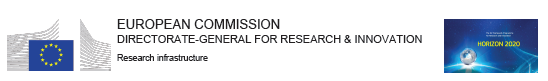 EUROPEAN COMMISSION
DIRECTORATE-GENERAL FOR RESEARCH & INNOVATION
Research infrastructure
HORIZON 2020